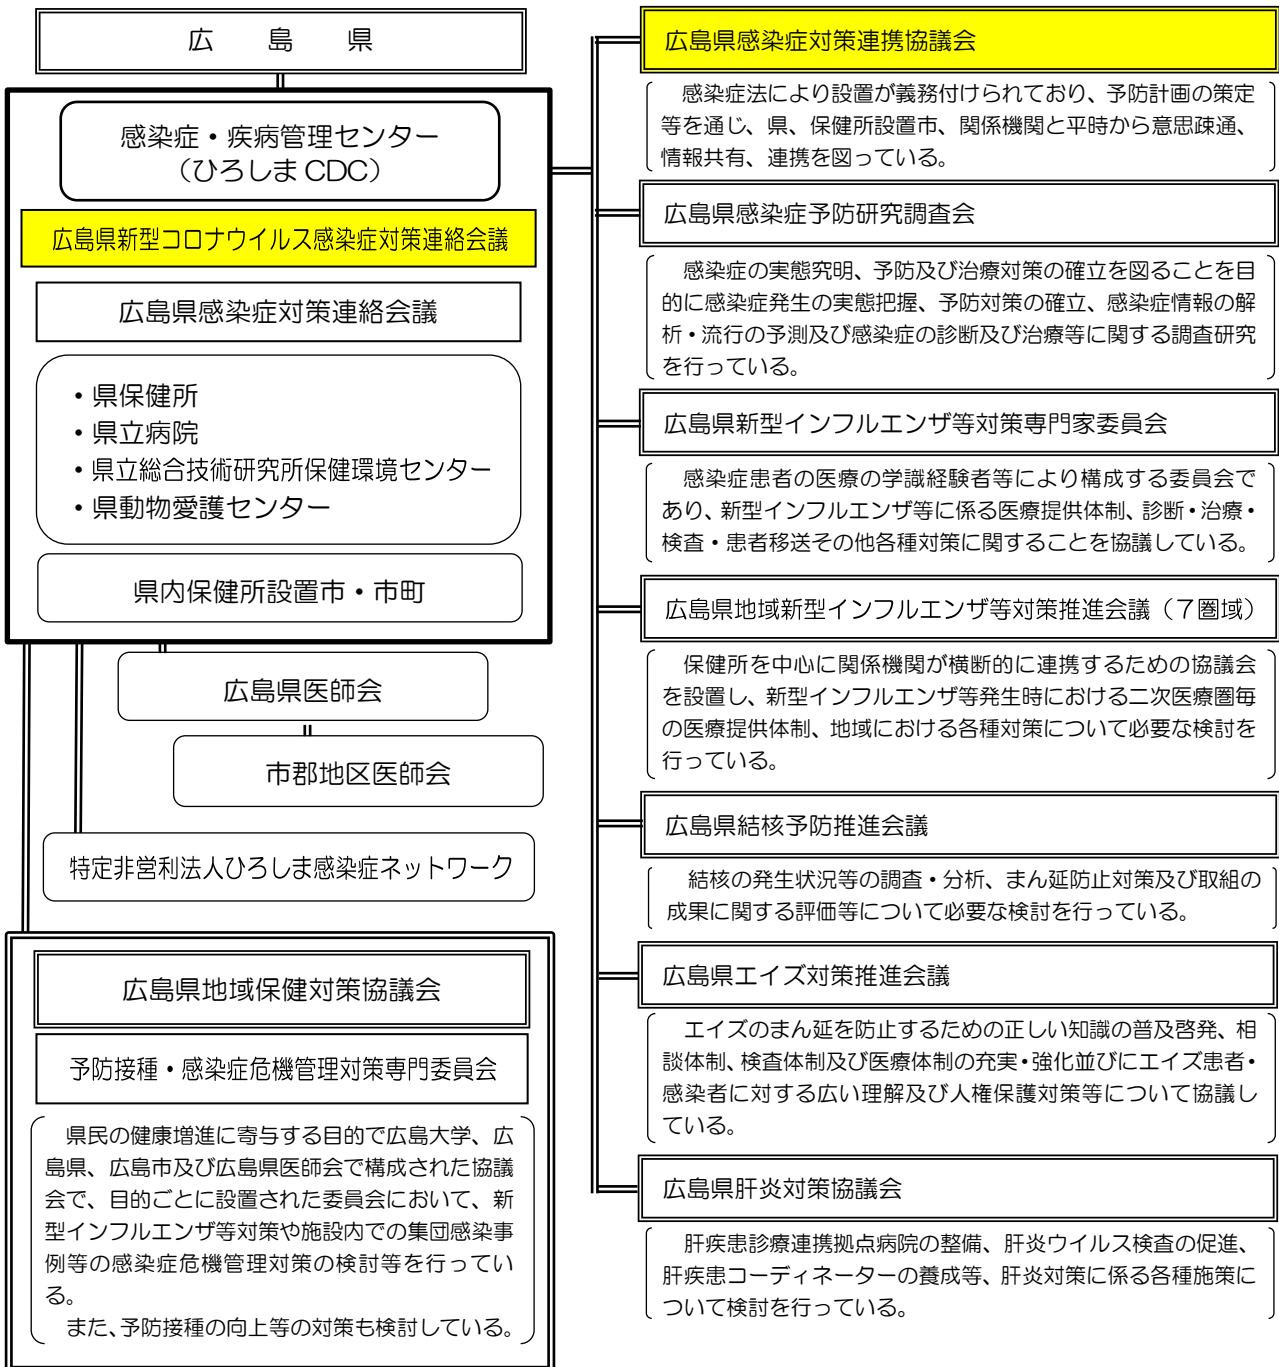 広島県
感染症・疾病管理センター
（ひろしまCDC）
広島県新型コロナウイルス感染症対策連絡会議
広島県感染症対策連絡会議
・県保健所
・県立病院
・県立総合技術研究所保健環境センター
・県動物愛護センター
県内保健所設置市・市町
広島県医師会
市郡地区医師会
特定非営利法人ひろしま感染症ネットワーク
広島県地域保健対策協議会
予防接種・感染症危機管理対策専門委員会
県民の健康増進に寄与する目的で広島大学、広
島県、広島市及び広島県医師会で構成された協議
会で、目的ごとに設置された委員会において、新
型インフルエンザ等対策や施設内での集団感染事
例等の感染症危機管理対策の検討等を行ってい
る。
また、予防接種の向上等の対策も検討している。
広島県感染症対策連携協議会
感染症法により設置が義務付けられており、予防計画の策定
等を通じ、県、保健所設置市、関係機関と平時から意思疎通、
情報共有、連携を図っている。
広島県感染症予防研究調査会
感染症の実態究明、予防及び治療対策の確立を図ることを目
的に感染症発生の実態把握、予防対策の確立、感染症情報の解
析・流行の予測及び感染症の診断及び治療等に関する調査研究
を行っている。
広島県新型インフルエンザ等対策専門家委員会
感染症患者の医療の学識経験者等により構成する委員会で
あり、新型インフルエンザ等に係る医療提供体制、診断・治療・
検査・患者移送その他各種対策に関することを協議している。
広島県地域新型インフルエンザ等対策推進会議（７圏域）
保健所を中心に関係機関が横断的に連携するための協議会
を設置し、新型インフルエンザ等発生時における二次医療圏毎
の医療提供体制、地域における各種対策について必要な検討を
行っている。
広島県結核予防推進会議
結核の発生状況等の調査・分析、まん延防止対策及び取組の
成果に関する評価等について必要な検討を行っている。
広島県エイズ対策推進会議
エイズのまん延を防止するための正しい知識の普及啓発、相
談体制、検査体制及び医療体制の充実・強化並びにエイズ患者・
感染者に対する広い理解及び人権保護対策等について協議し
ている。
広島県肝炎対策協議会
肝疾患診療連携拠点病院の整備、肝炎ウイルス検査の促進、
肝疾患コーディネーターの養成等、肝炎対策に係る各種施策に
ついて検討を行っている。